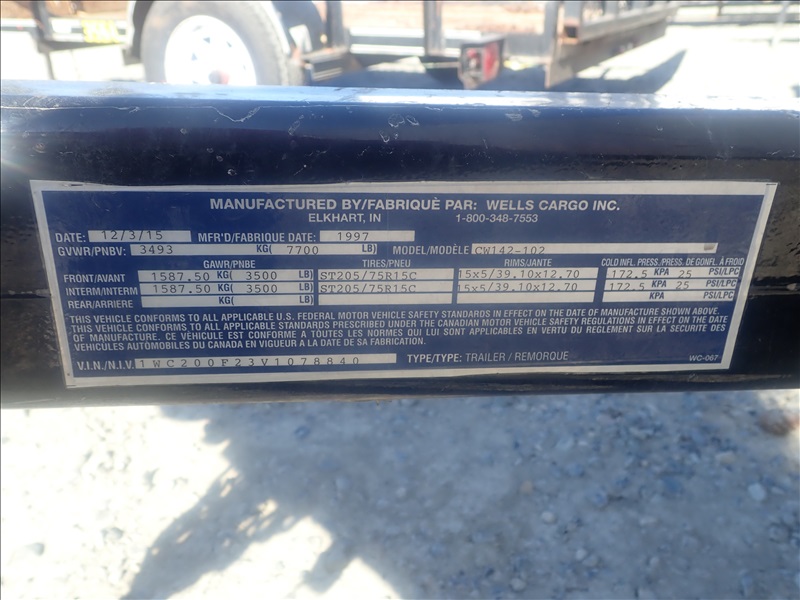 MANUFACTURED BY/FABRIQUÈ PAR: WELLS CARGO INC.
ELKHART, IN 1-800-348-7553
DATE: 12/3/15 MFR'D/FABRIQUE DATE: 1997
GVWR/PNBV: 3493 KG( 7700 LB) MODEL/MODÈLE CW142-102
GAWR/PNBE TIRES/PNEU RIMS/JANTE COLD INFL. PRESS./PRESS. DE GONFL. À FROID
FRONT/AVANT 1587.50 KG( 3500 LB) ST205/75R15C 15x5/39.10x12.70 172.5 KPA 25 PSI/LPC
INTERM/INTERM 1587.50 KG( 3500 LB) ST205/75R15C 15x5/39.10x12.70 172.5 KPA 25 PSI/LPC
REAR/ARRIERE KG( LB) KPA PSI/LPC
THIS VEHICLE CONFORMS TO ALL APPLICABLE U.S. FEDERAL MOTOR VEHICLE SAFETY STANDARDS IN EFFECT ON THE DATE OF MANUFACTURE SHOWN ABOVE.
THIS VEHICLE CONFORMS TO ALL APPLICABLE STANDARDS PRESCRIBED UNDER THE CANADIAN MOTOR VEHICLE SAFETY REGULATIONS IN EFFECT ON THE DATE
OF MANUFACTURE. CE VÉHICULE EST CONFORME A TOUTES LES NORMES QUI LUI SONT APPLICABLES EN VERTU DU RÈGLEMENT SUR LA SÉCURITÉ DES
VÉHICULES AUTOMOBILES DU CANADA EN VIGUEUR A LA DATE DE SA FABRICATION.
V.I.N./N.I.V. 1WC200F23V1078840 TYPE/TYPE: TRAILER / REMORQUE WC-067